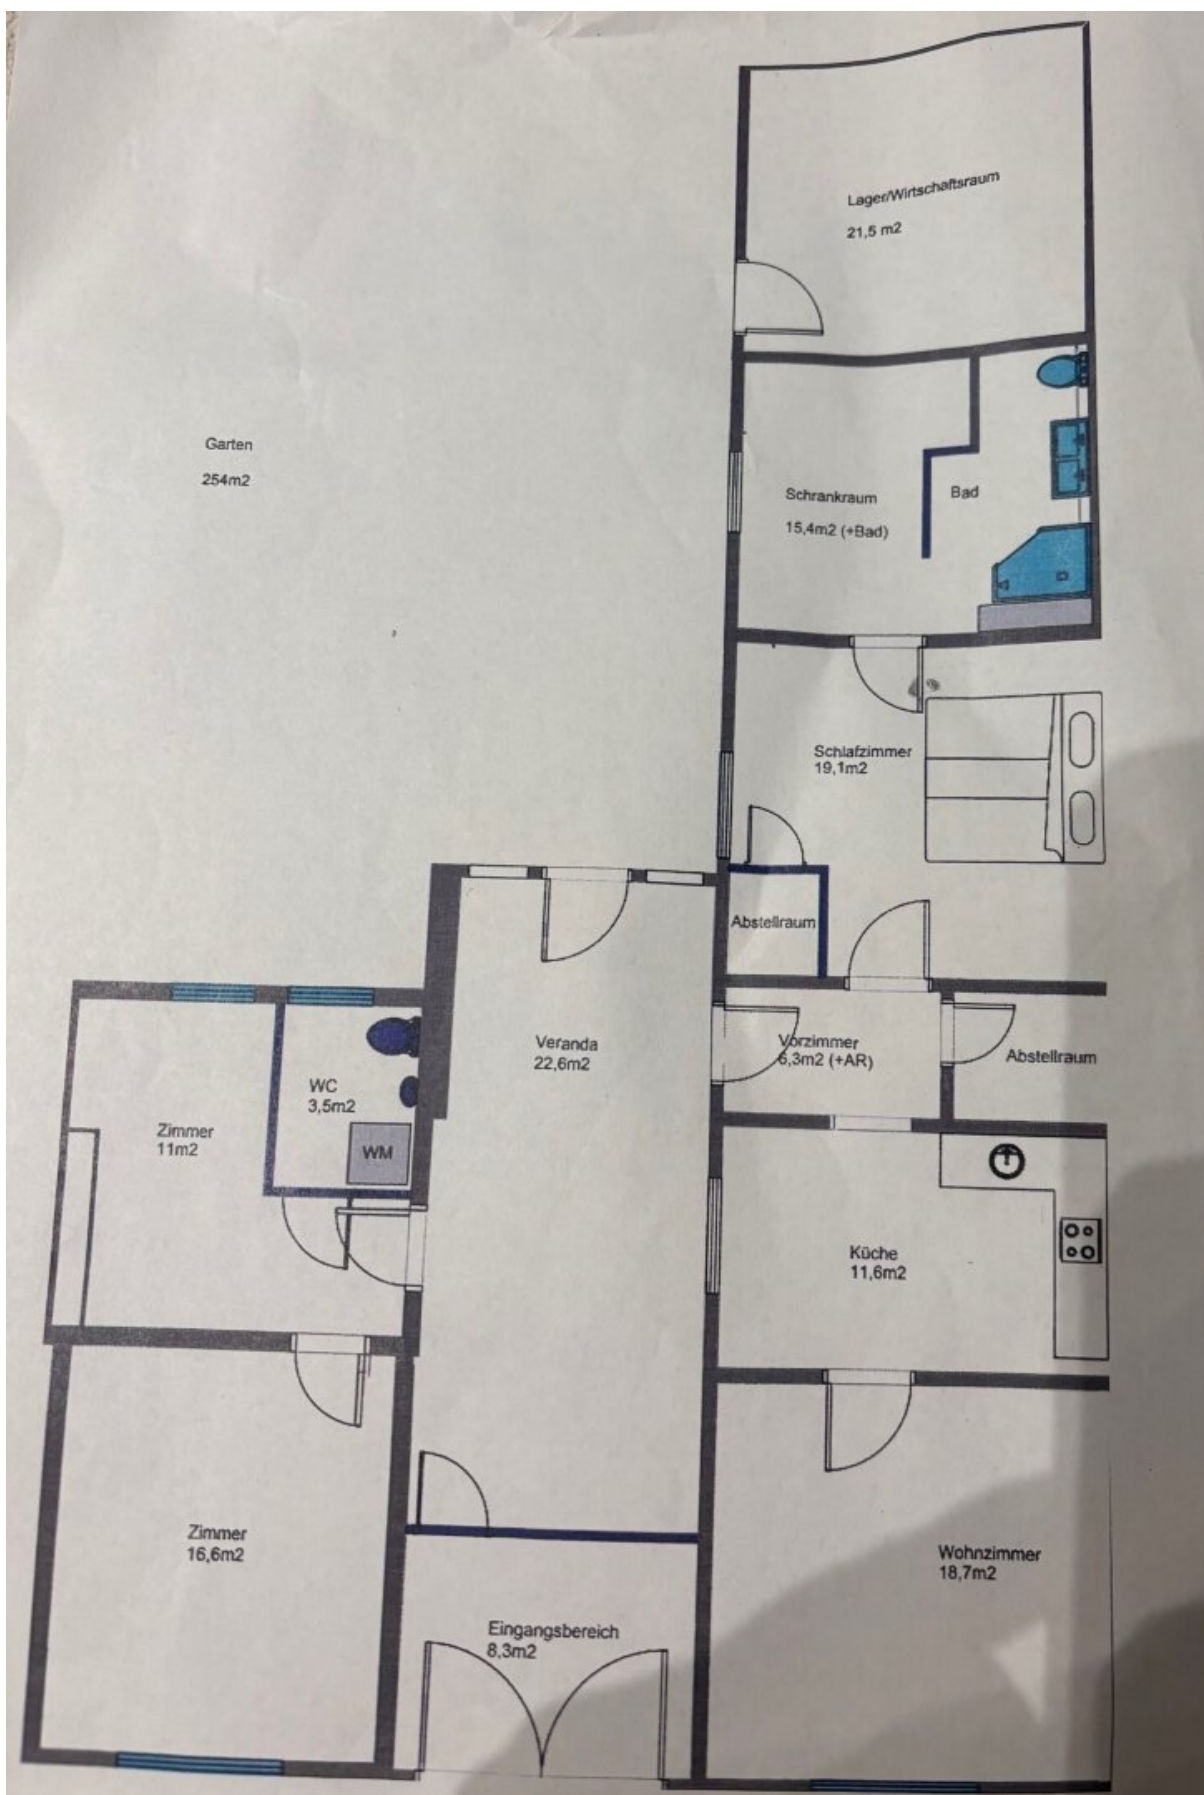 Lager/Wirtschaftsraum
21,5 m2
Garten
254m2
Schrankraum
15,4m2 (+Bad)
Bad
Schlafzimmer
19,1m2
Abstellraum
Veranda
22,6m2
Vorzimmer
6,3m2 (+AR)
Abstellraum
WC
3,5m2
WM
Zimmer
11m2
Küche
11,6m2
Zimmer
16,6m2
Wohnzimmer
18,7m2
Eingangsbereich
8,3m2